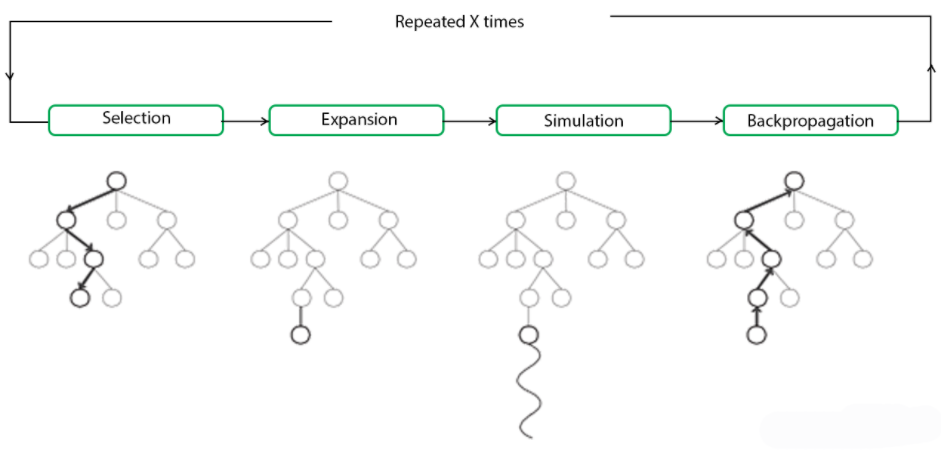 Repeated X times
Selection
Expansion
Simulation
Backpropagation